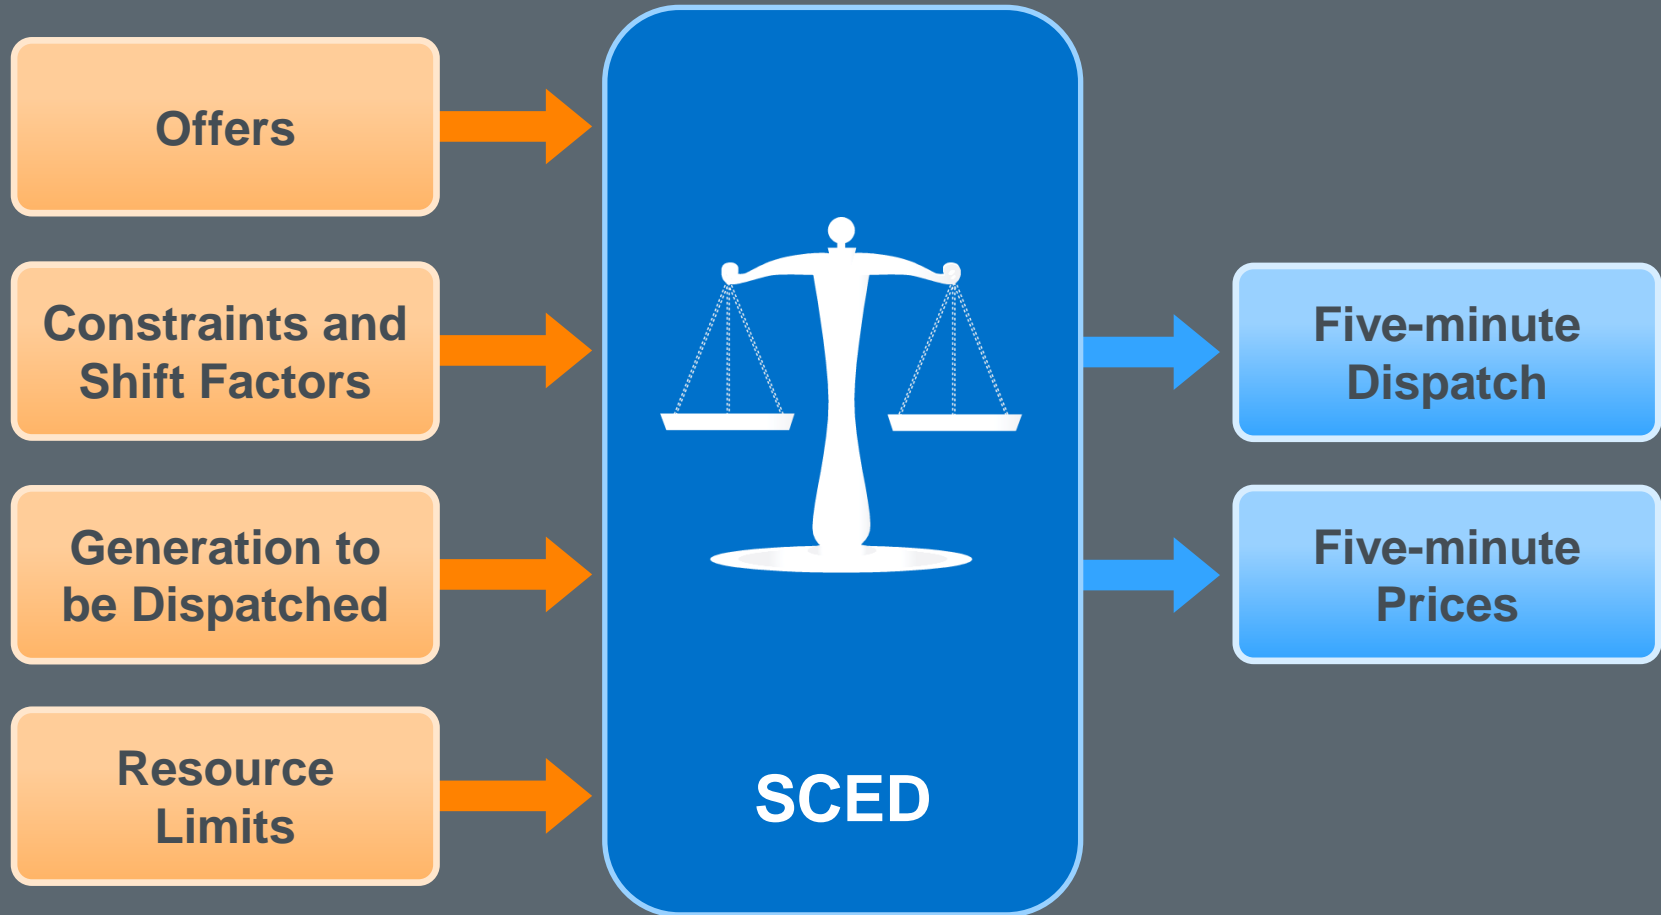 Offers
Constraints and
Shift Factors
Generation to
be Dispatched
Resource
Limits
SCED
Five-minute
Dispatch
Five-minute
Prices